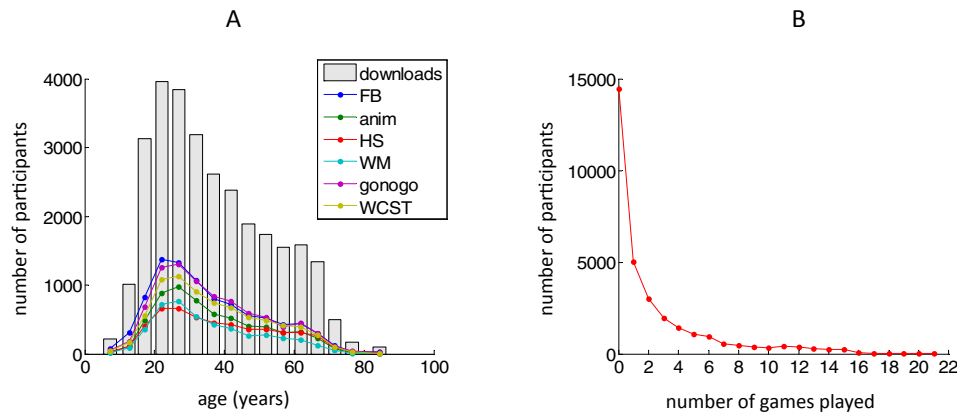 A
number of participants
4000
3000
2000
1000
0
0 20 40 60 80 100
age (years)
downloads
FB
anim
HS
WM
gonogo
WCST
B
number of participants
15000
10000
5000
0
0 2 4 6 8 10 12 14 16 18 20 22
number of games played